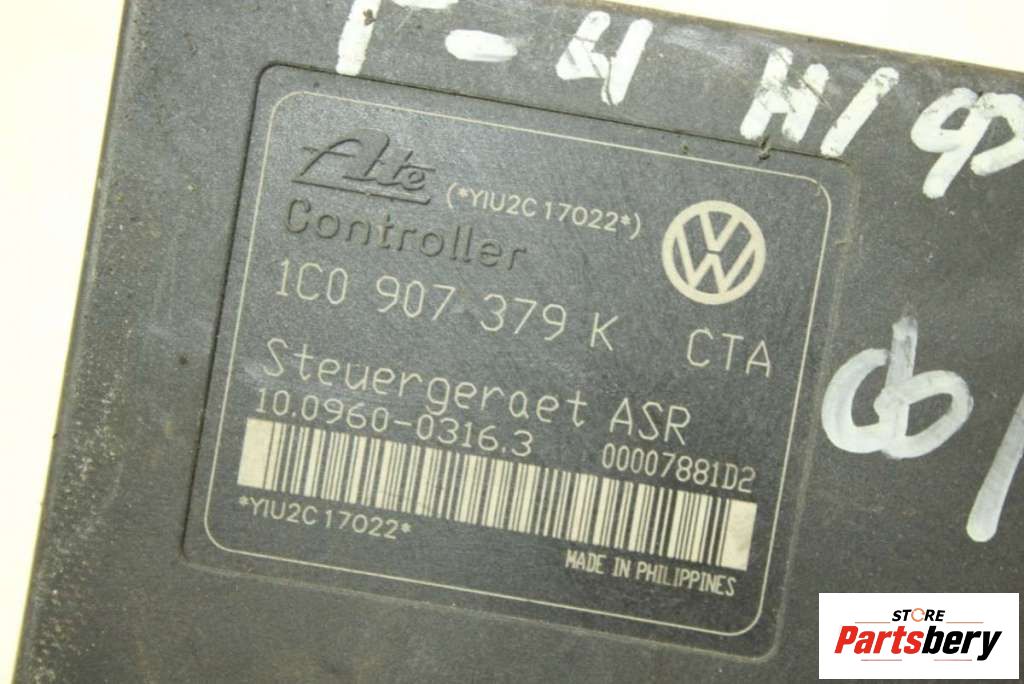 T-4 H/
Ate
(*YIU2C17022*)
Controller
1C0 907 379 K CTA
Steuergeraet ASR
10.0960-0316.3 00007881D2
*YIU2C17022*
MADE IN PHILIPPINES
STORE
Partsbery